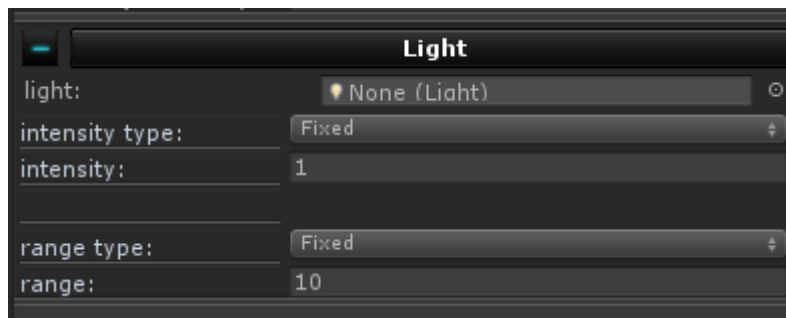 Light
light: None (Light)
intensity type: Fixed
intensity: 1
range type: Fixed
range: 10